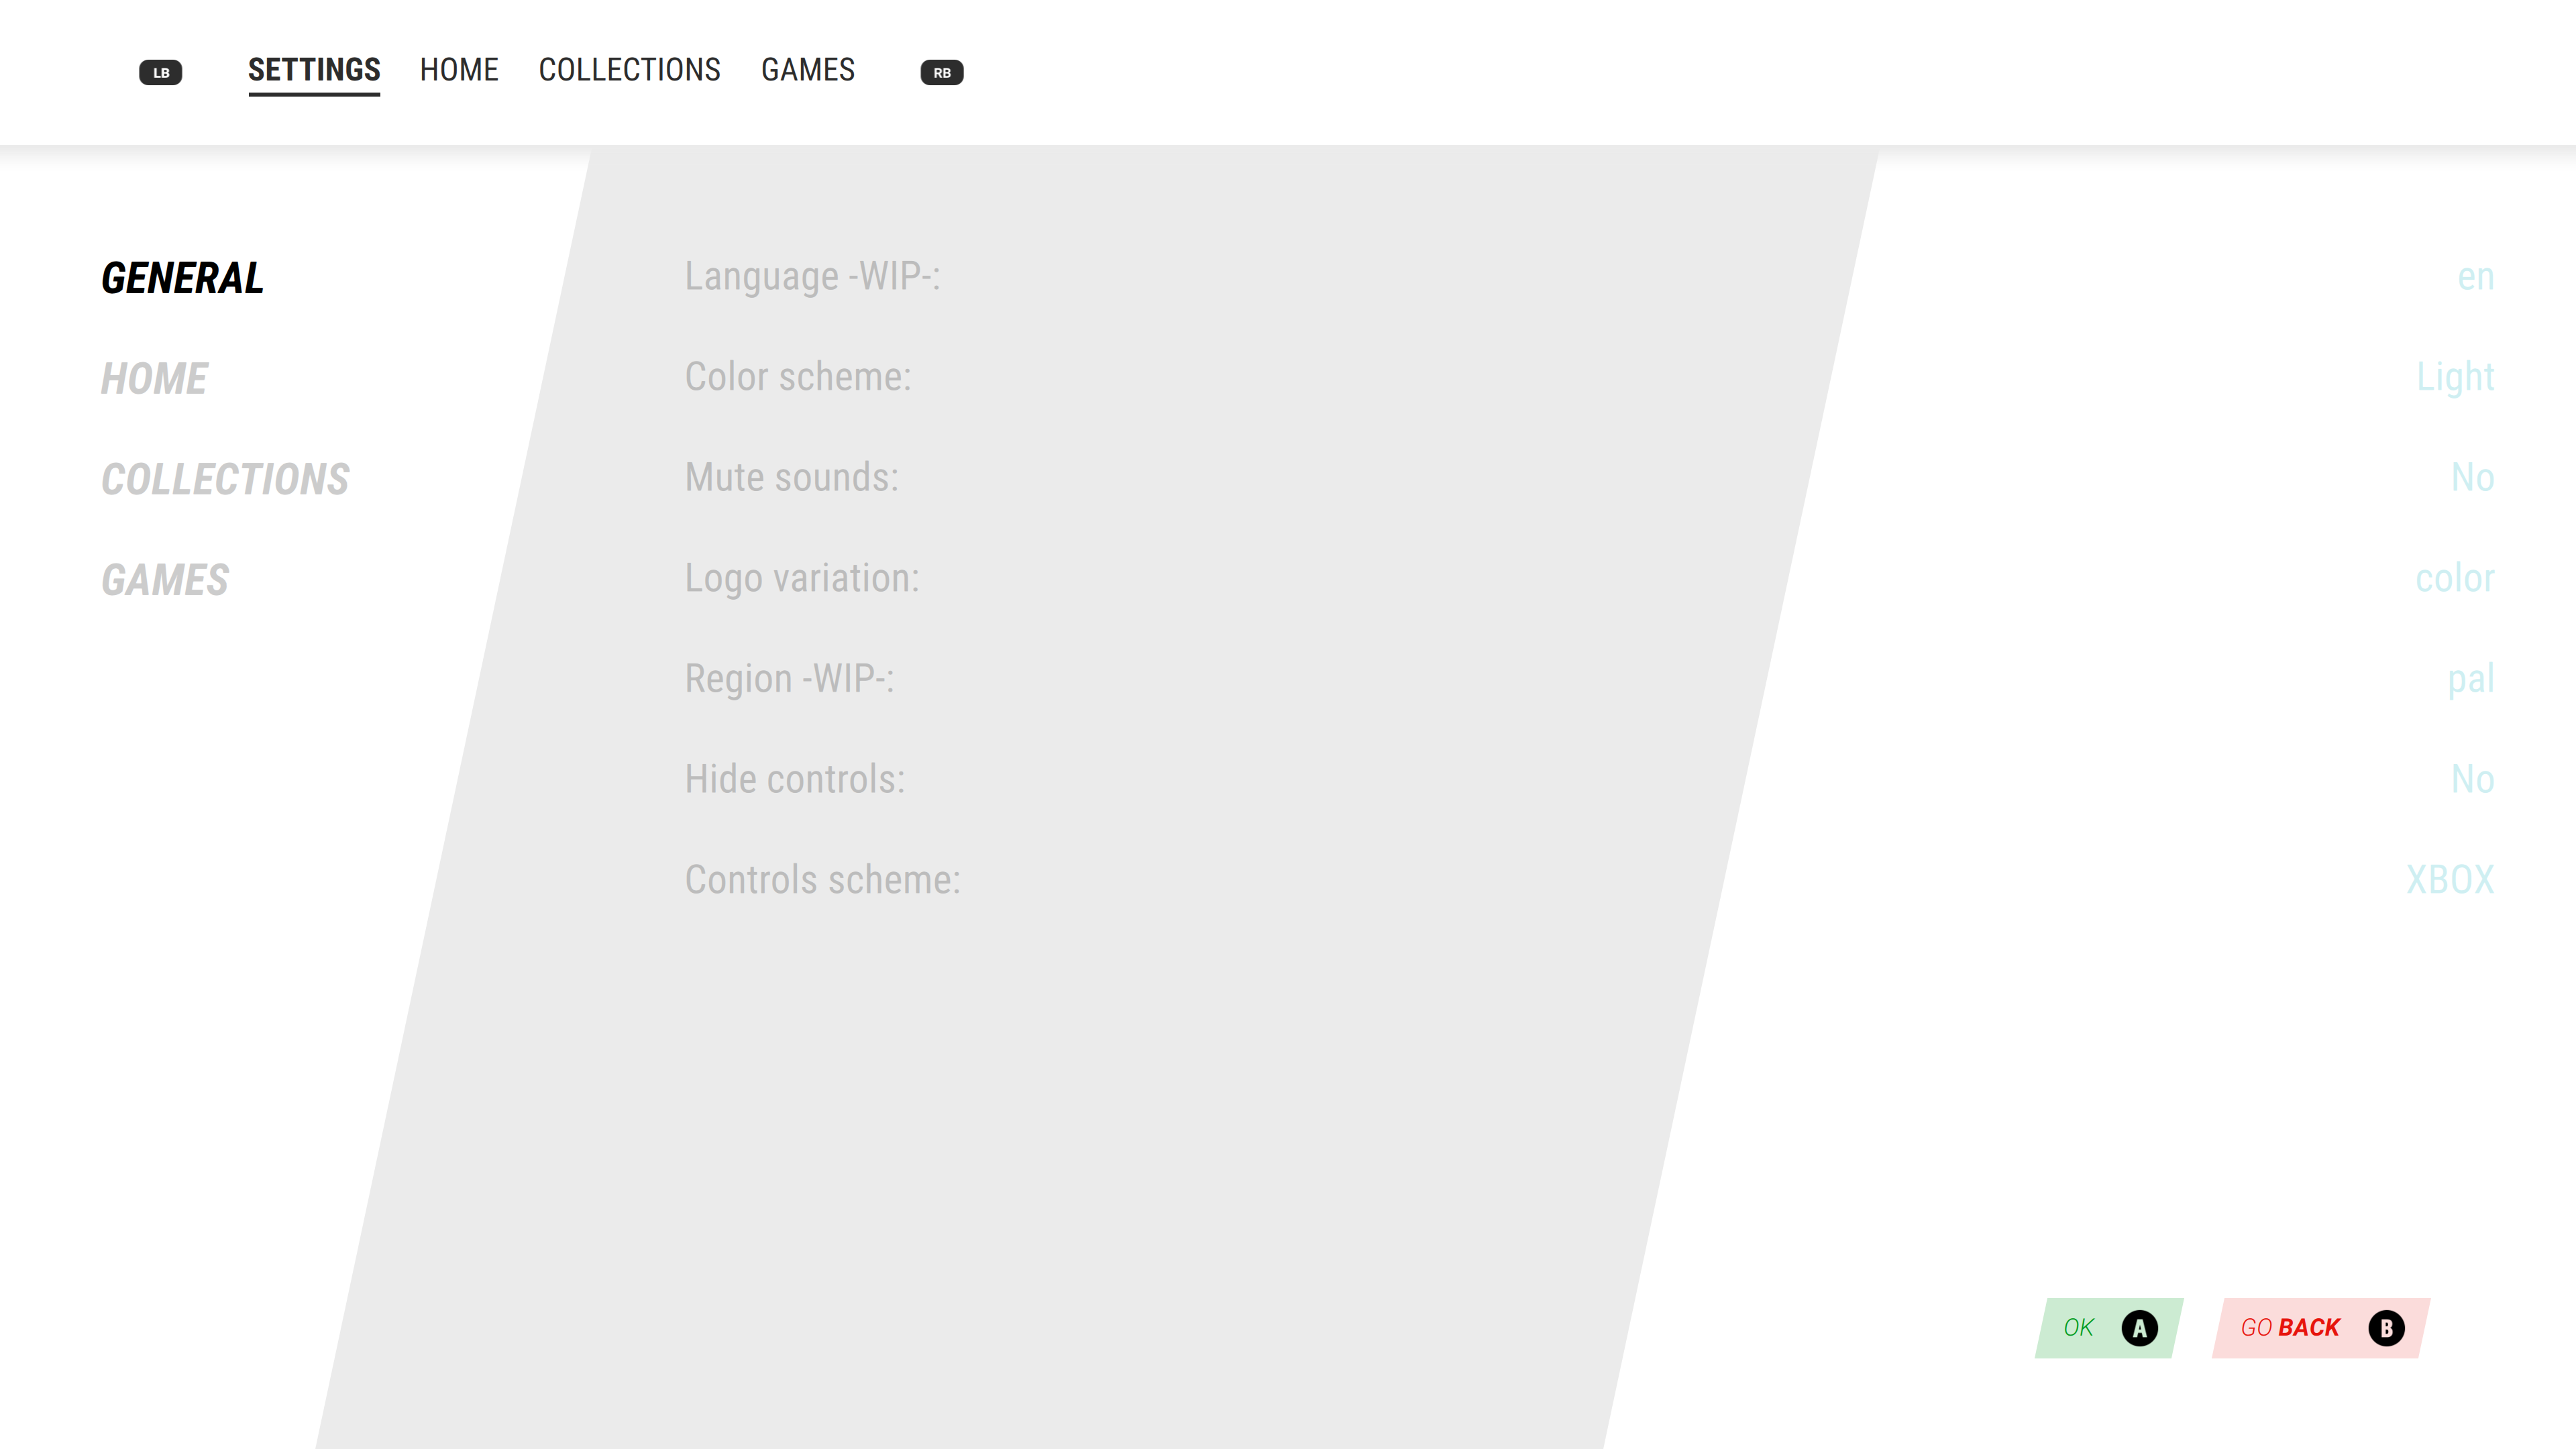 LB SETTINGS HOME COLLECTIONS GAMES RB
GENERAL
HOME
COLLECTIONS
GAMES
Language -WIP-: en
Color scheme: Light
Mute sounds: No
Logo variation: color
Region -WIP-: pal
Hide controls: No
Controls scheme: XBOX
OK A GO BACK B